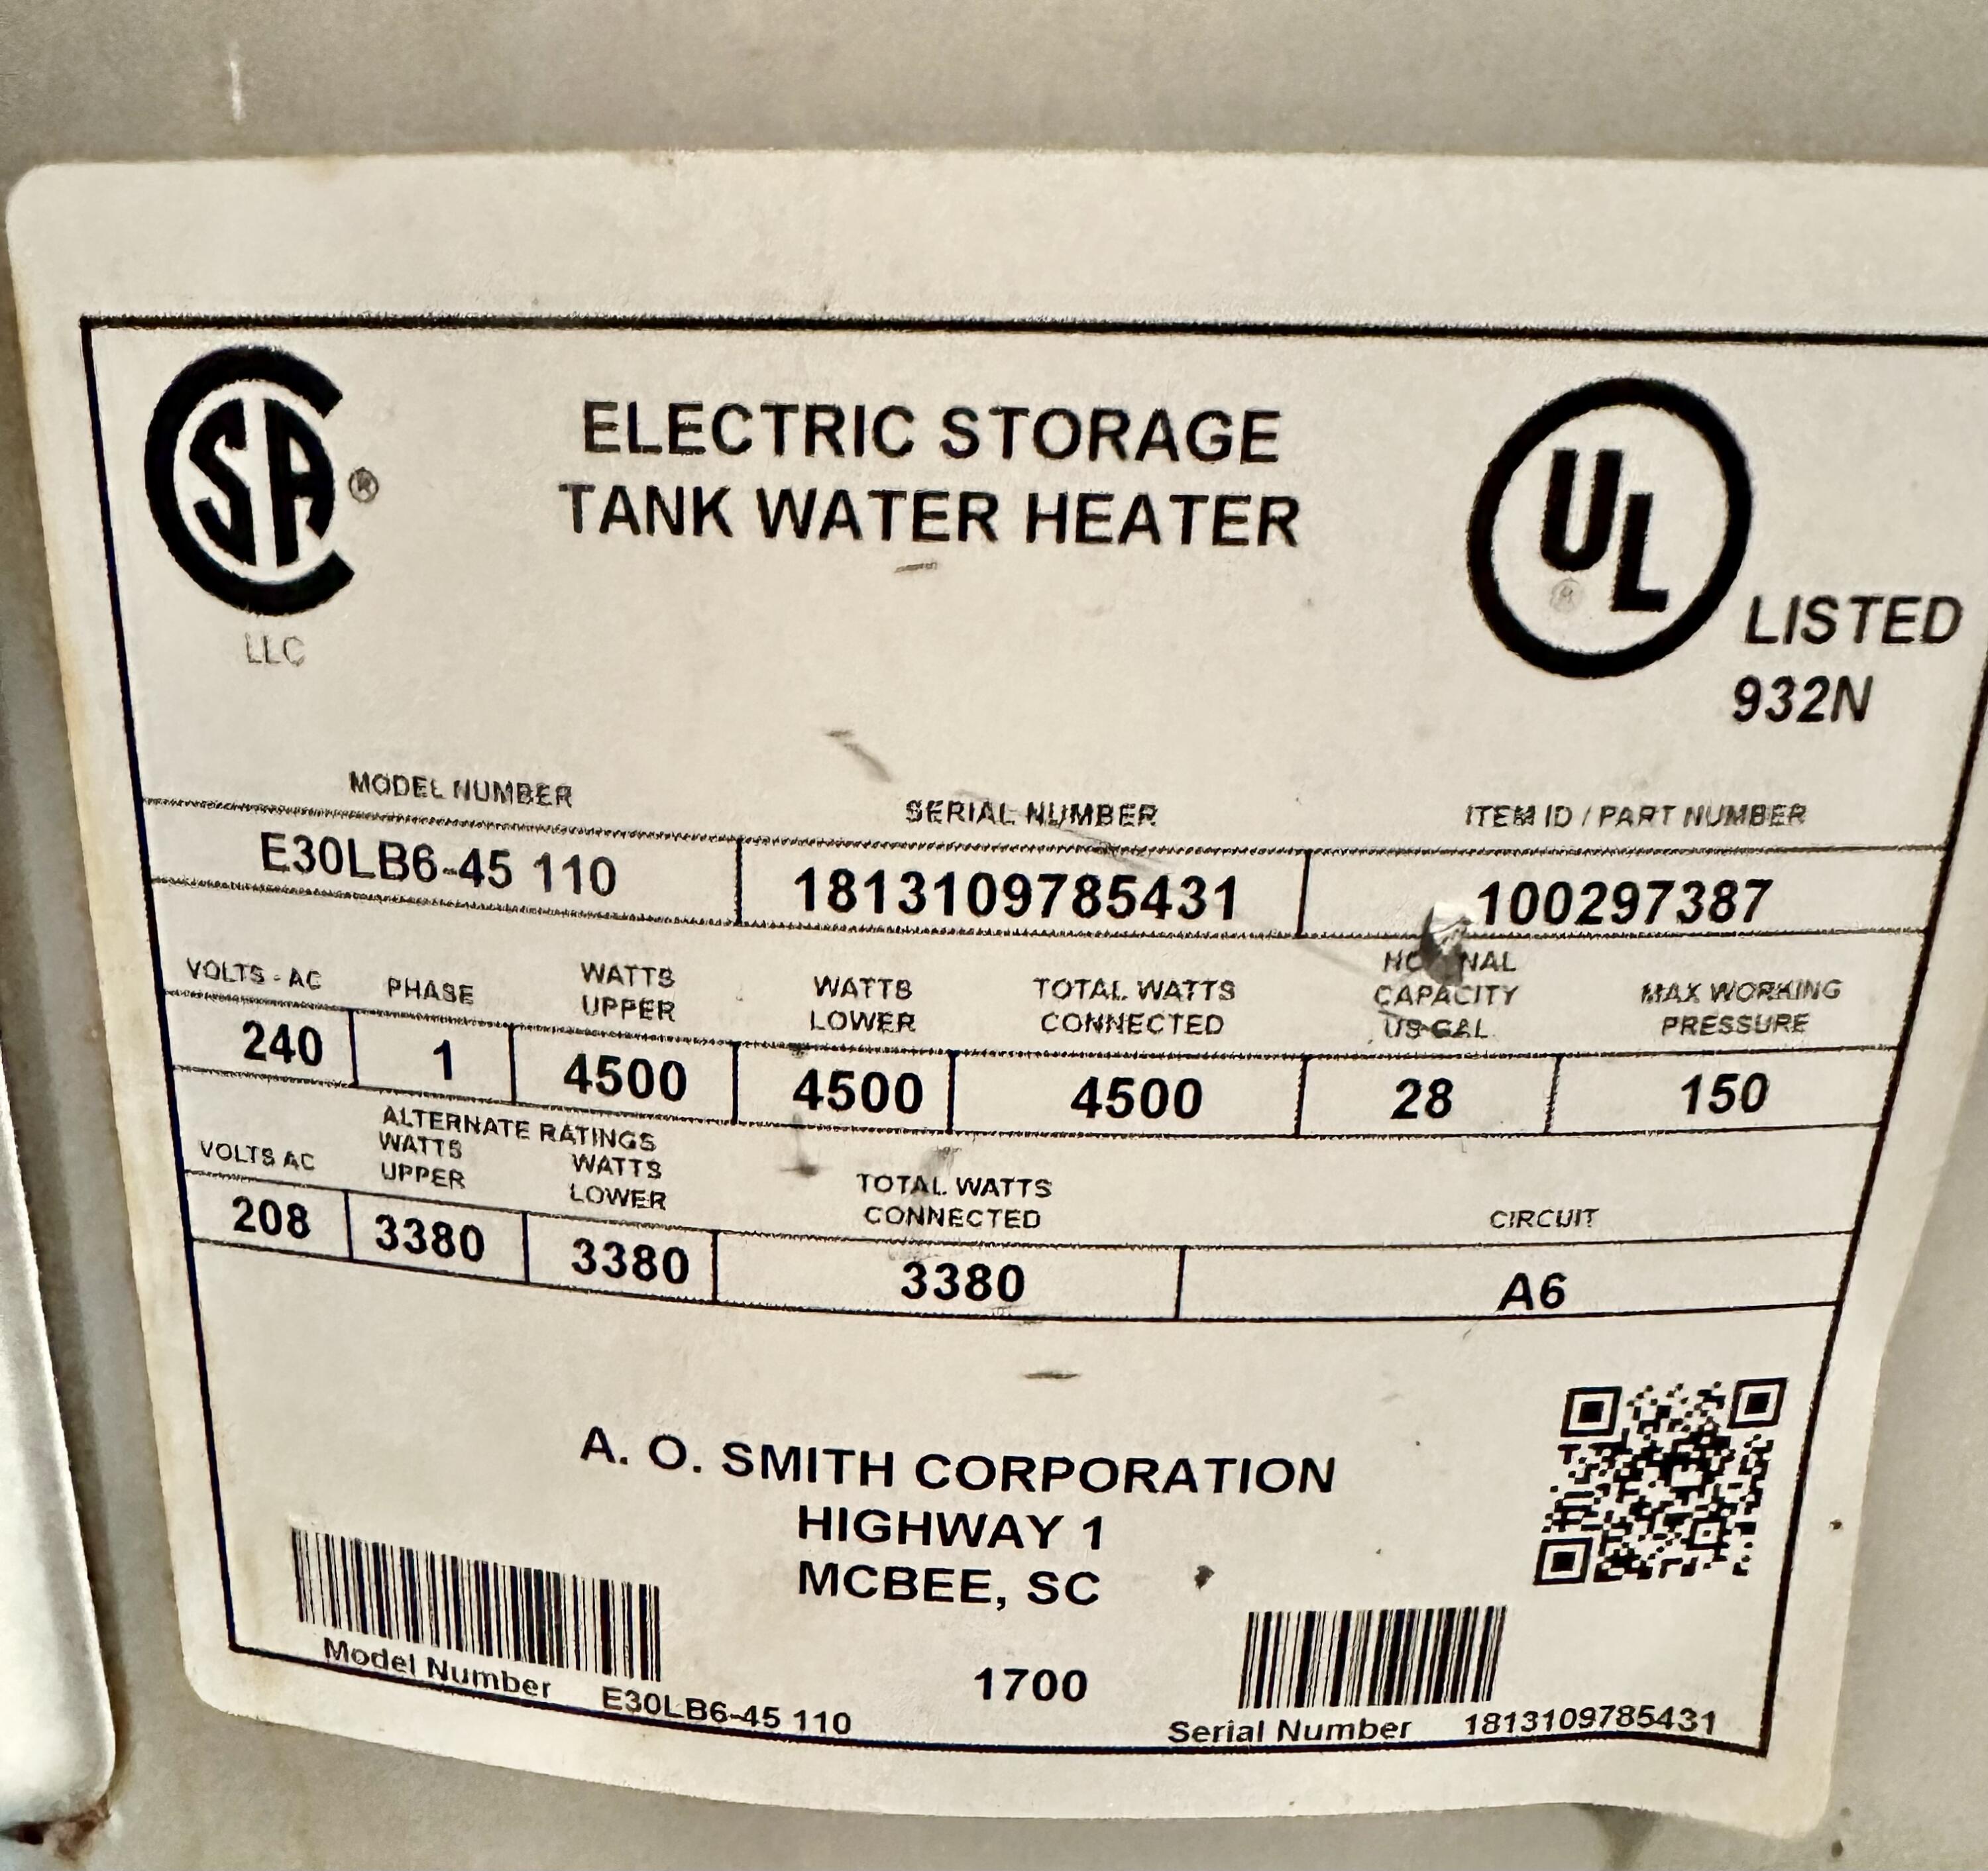 SA ®
LLC
ELECTRIC STORAGE
TANK WATER HEATER
UL ®
LISTED
932N
MODEL NUMBER SERIAL NUMBER ITEM ID / PART NUMBER
E30LB6-45 110 1813109785431 100297387
VOLTS - AC PHASE WATTS UPPER WATTS LOWER TOTAL WATTS CONNECTED CAPACITY US GAL. MAX WORKING PRESSURE
240 1 4500 4500 4500 28 150
ALTERNATE RATINGS
VOLTS AC WATTS UPPER WATTS LOWER TOTAL WATTS CONNECTED CIRCUIT
208 3380 3380 3380 A6
A. O. SMITH CORPORATION
HIGHWAY 1
MCBEE, SC
1700
Model Number E30LB6-45 110
Serial Number 1813109785431